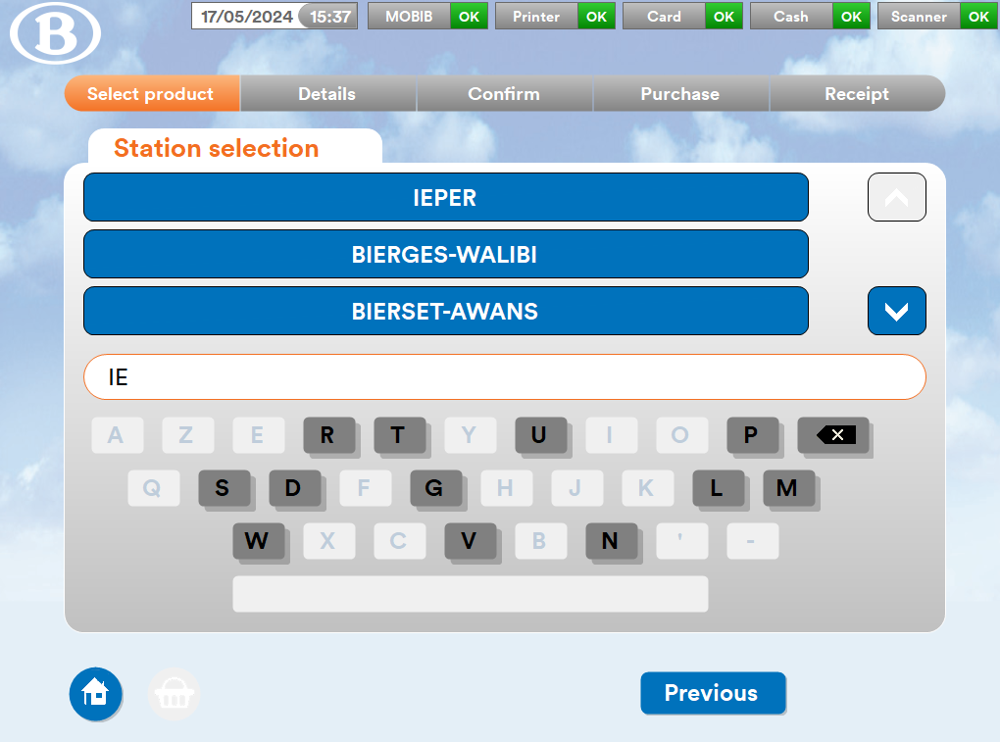 B
17/05/2024 15:37 MOBIB OK Printer OK Card OK Cash OK Scanner OK
Select product Details Confirm Purchase Receipt
Station selection
IEPER
BIERGES-WALIBI
BIERSET-AWANS
IE
A Z E R T Y U I O P
Q S D F G H J K L M
W X C V B N ' -
Previous